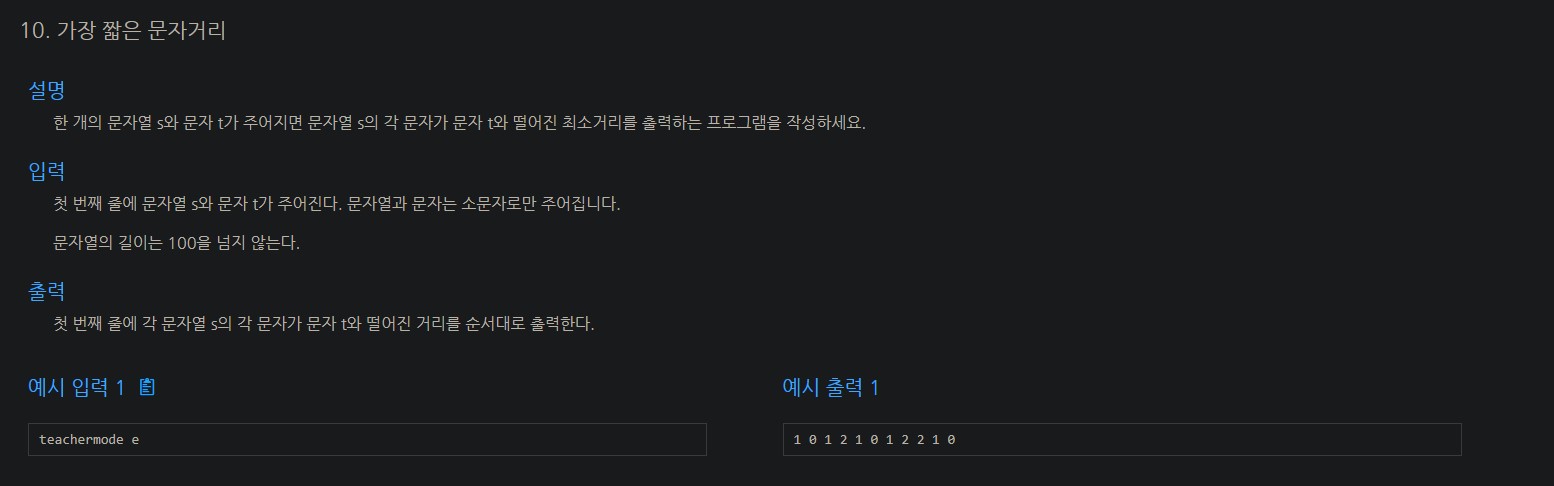 10. 가장 짧은 문자거리
설명
한 개의 문자열 s와 문자 t가 주어지면 문자열 s의 각 문자가 문자 t와 떨어진 최소거리를 출력하는 프로그램을 작성하세요.
입력
첫 번째 줄에 문자열 s와 문자 t가 주어진다. 문자열과 문자는 소문자로만 주어집니다.
문자열의 길이는 100을 넘지 않는다.
출력
첫 번째 줄에 각 문자열 s의 각 문자가 문자 t와 떨어진 거리를 순서대로 출력한다.
예시 입력 1
teachermode e
예시 출력 1
1 0 1 2 1 0 1 2 2 1 0